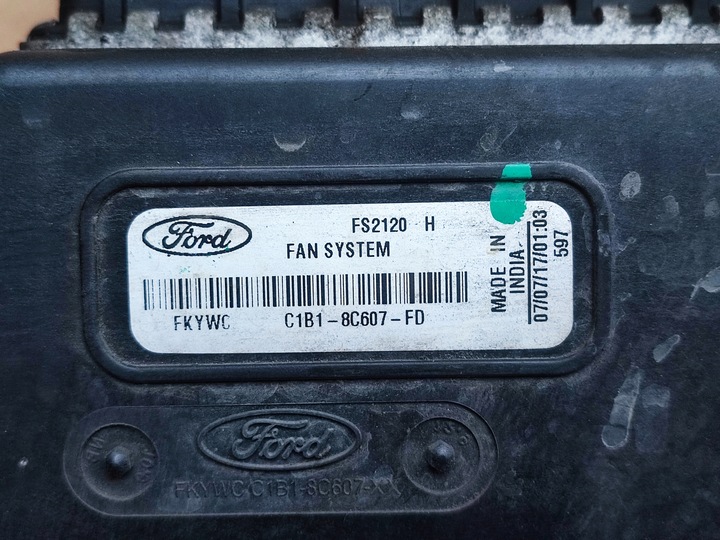 Ford
FS2120 H
FAN SYSTEM
FKYWC C1B1-8C607-FD
MADE IN
INDIA
07/07/17/01:03
597
Ford
FKYWC C1B1-8C607-XX